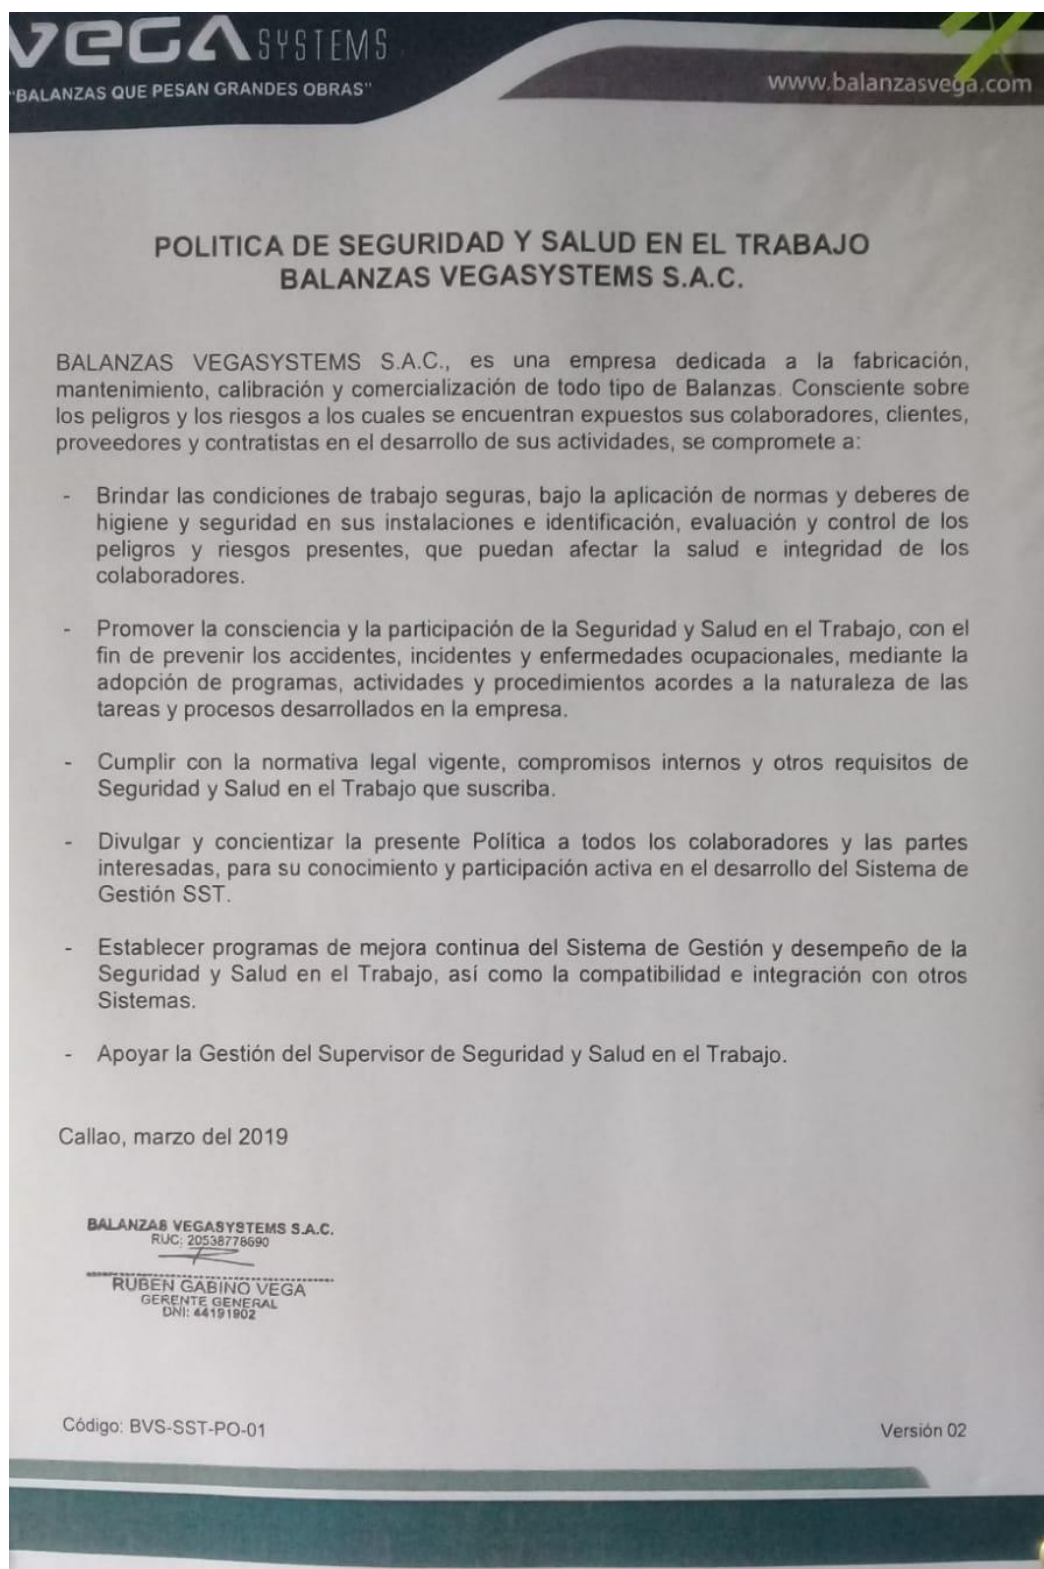 VEGA SYSTEMS
"BALANZAS QUE PESAN GRANDES OBRAS"
www.balanzasvega.com
POLITICA DE SEGURIDAD Y SALUD EN EL TRABAJO
BALANZAS VEGASYSTEMS S.A.C.
BALANZAS VEGASYSTEMS S.A.C., es una empresa dedicada a la fabricación,
mantenimiento, calibración y comercialización de todo tipo de Balanzas. Consciente sobre
los peligros y los riesgos a los cuales se encuentran expuestos sus colaboradores, clientes,
proveedores y contratistas en el desarrollo de sus actividades, se compromete a:
- Brindar las condiciones de trabajo seguras, bajo la aplicación de normas y deberes de
higiene y seguridad en sus instalaciones e identificación, evaluación y control de los
peligros y riesgos presentes, que puedan afectar la salud e integridad de los
colaboradores.
- Promover la consciencia y la participación de la Seguridad y Salud en el Trabajo, con el
fin de prevenir los accidentes, incidentes y enfermedades ocupacionales, mediante la
adopción de programas, actividades y procedimientos acordes a la naturaleza de las
tareas y procesos desarrollados en la empresa.
- Cumplir con la normativa legal vigente, compromisos internos y otros requisitos de
Seguridad y Salud en el Trabajo que suscriba.
- Divulgar y concientizar la presente Política a todos los colaboradores y las partes
interesadas, para su conocimiento y participación activa en el desarrollo del Sistema de
Gestión SST.
- Establecer programas de mejora continua del Sistema de Gestión y desempeño de la
Seguridad y Salud en el Trabajo, así como la compatibilidad e integración con otros
Sistemas.
- Apoyar la Gestión del Supervisor de Seguridad y Salud en el Trabajo.
Callao, marzo del 2019
BALANZAS VEGASYSTEMS S.A.C.
RUC: 20538778690
RUBEN GABINO VEGA
GERENTE GENERAL
DNI: 44191902
Código: BVS-SST-PO-01
Versión 02